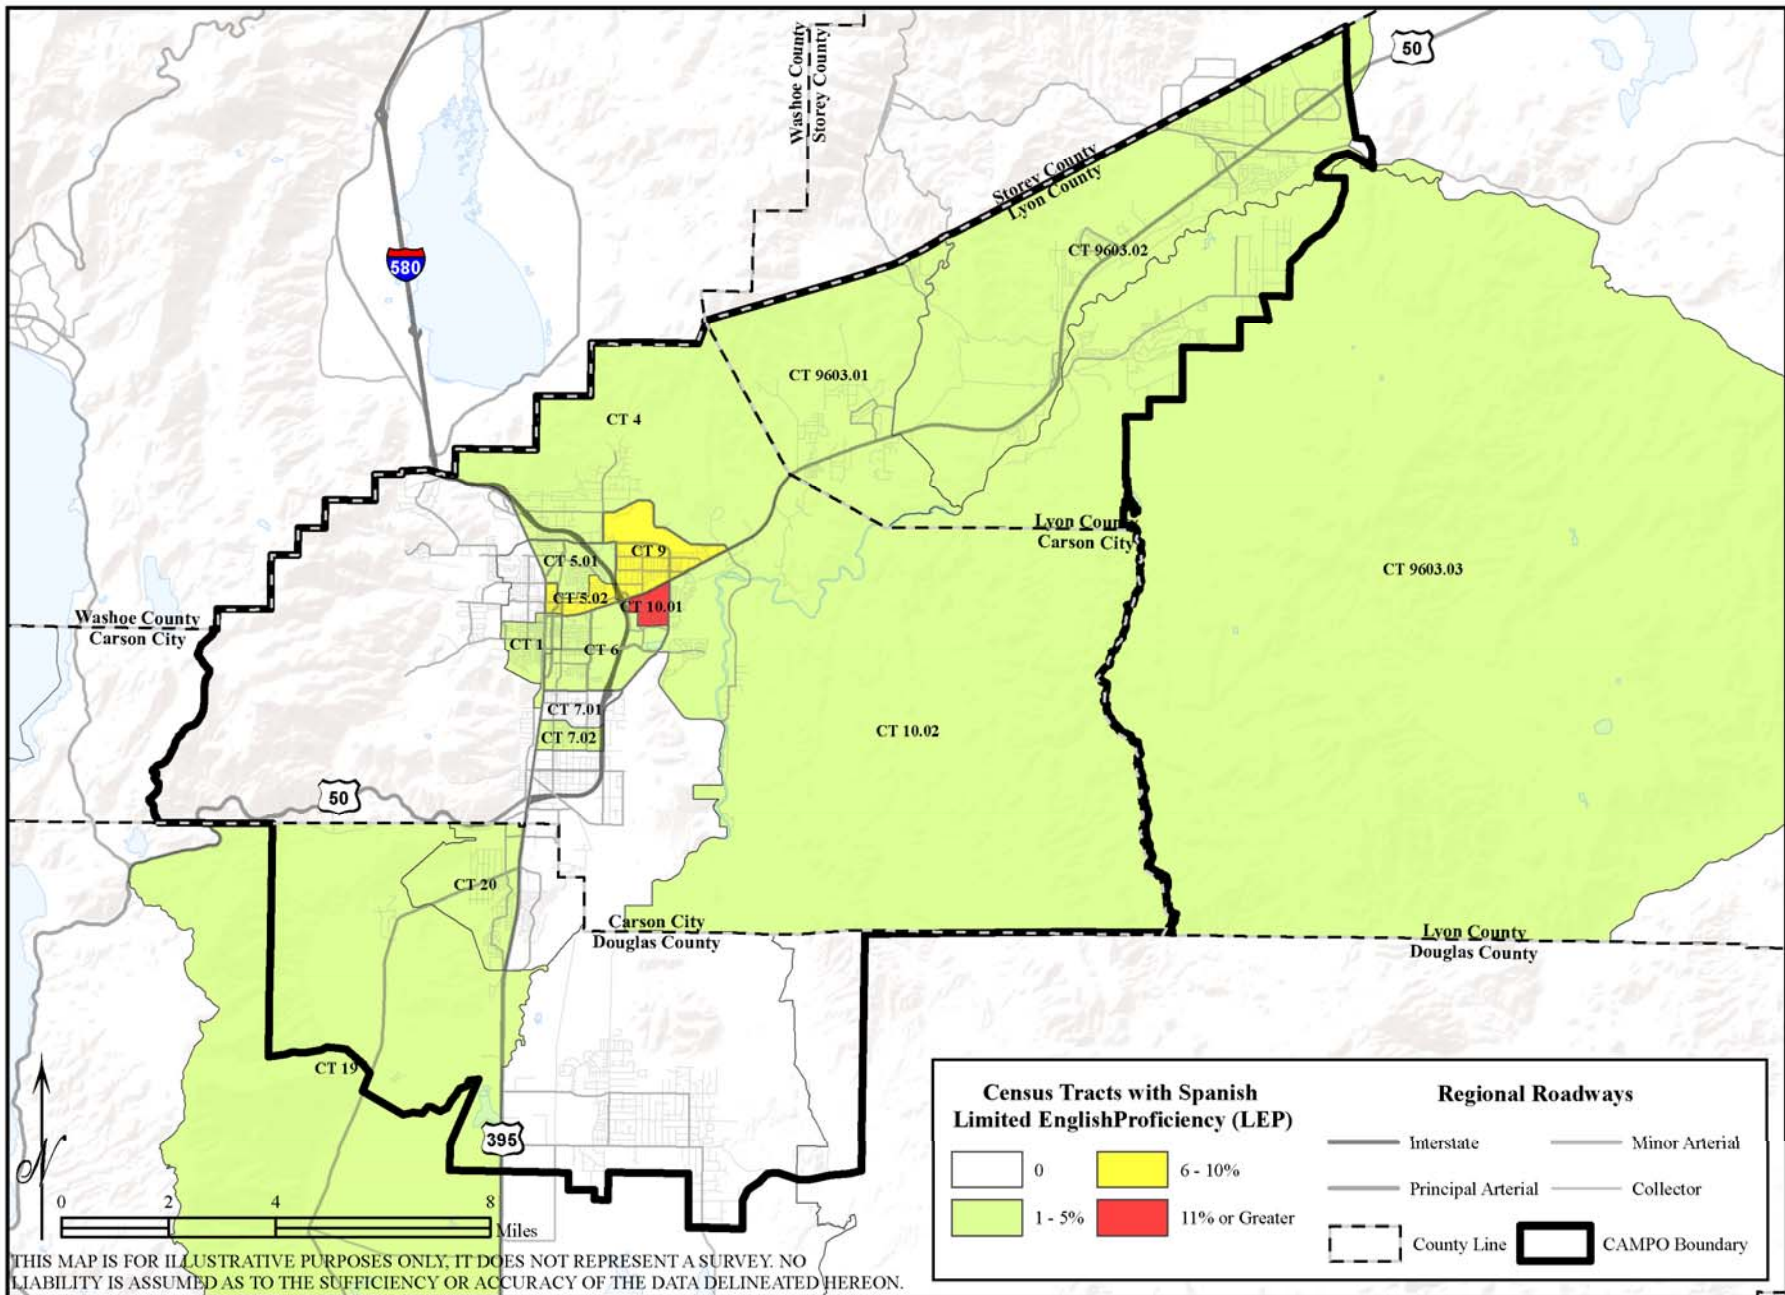 50
Washoe County
Storey County
Storey County
Lyon County
580
CT 9603.02
CT 9603.01
CT 4
Lyon County
Carson City
CT 9
CT 5.01
CT 9603.03
CT 5.02
CT 10.01
Washoe County
Carson City
CT 1
CT 6
CT 7.01
CT 10.02
CT 7.02
50
CT 20
Carson City
Douglas County
Lyon County
Douglas County
CT 19
395
N
0 2 4 8
Miles
THIS MAP IS FOR ILLUSTRATIVE PURPOSES ONLY, IT DOES NOT REPRESENT A SURVEY. NO
LIABILITY IS ASSUMED AS TO THE SUFFICIENCY OR ACCURACY OF THE DATA DELINEATED HEREON.
Census Tracts with Spanish
Limited EnglishProficiency (LEP)
0
6 - 10%
1 - 5%
11% or Greater
Regional Roadways
Interstate
Minor Arterial
Principal Arterial
Collector
County Line
CAMPO Boundary